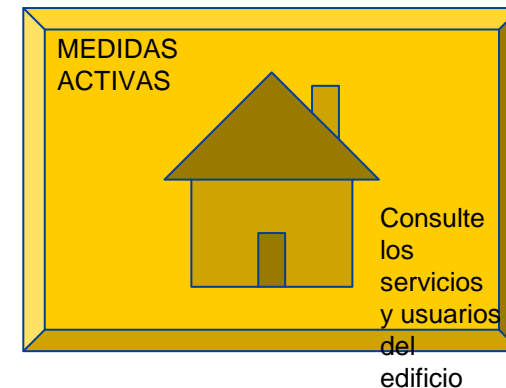 MEDIDAS
ACTIVAS
Consulte
los
servicios
y usuarios
del
edificio